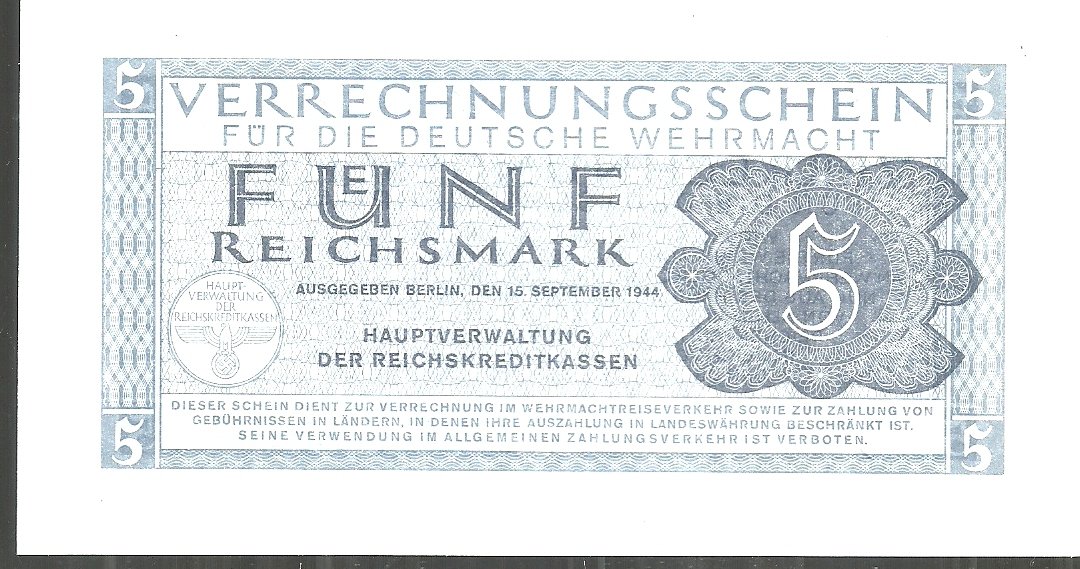 5 5
VERRECHNUNGSSCHEIN
FÜR DIE DEUTSCHE WEHRMACHT
FUENF
REICHSMARK
5
AUSGEGEBEN BERLIN, DEN 15. SEPTEMBER 1944
HAUPT-
VERWALTUNG
DER
REICHSKREDITKASSEN
HAUPTVERWALTUNG
DER REICHSKREDITKASSEN
DIESER SCHEIN DIENT ZUR VERRECHNUNG IM WEHRMACHTREISEVERKEHR SOWIE ZUR ZAHLUNG VON
GEBÜHRNISSEN IN LÄNDERN, IN DENEN IHRE AUSZAHLUNG IN LANDESWÄHRUNG BESCHRÄNKT IST.
SEINE VERWENDUNG IM ALLGEMEINEN ZAHLUNGSVERKEHR IST VERBOTEN.
5 5